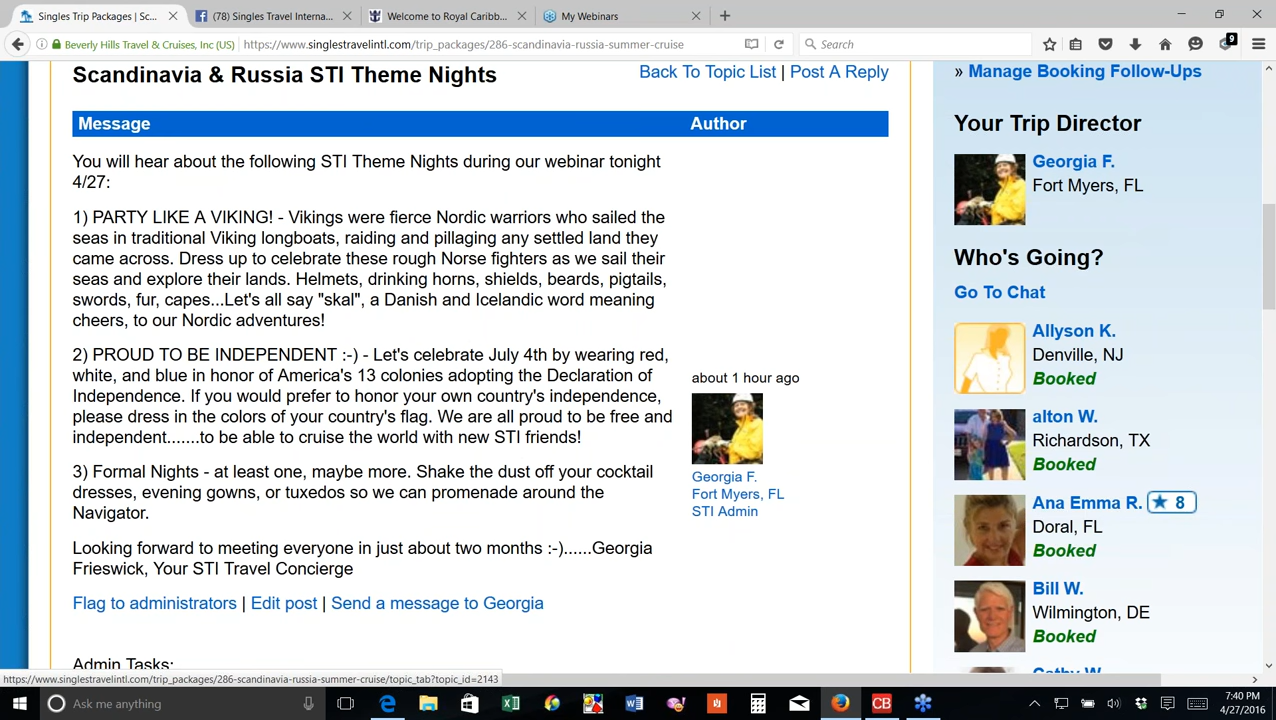 Singles Trip Packages | Sc...
(78) Singles Travel Interna...
Welcome to Royal Caribb...
My Webinars
Beverly Hills Travel & Cruises, Inc (US)
https://www.singlestravelintl.com/trip_packages/286-scandinavia-russia-summer-cruise
Search
9
Scandinavia & Russia STI Theme Nights
Back To Topic List | Post A Reply
Message
Author
You will hear about the following STI Theme Nights during our webinar tonight
4/27:
1) PARTY LIKE A VIKING! - Vikings were fierce Nordic warriors who sailed the
seas in traditional Viking longboats, raiding and pillaging any settled land they
came across. Dress up to celebrate these rough Norse fighters as we sail their
seas and explore their lands. Helmets, drinking horns, shields, beards, pigtails,
swords, fur, capes...Let's all say "skal", a Danish and Icelandic word meaning
cheers, to our Nordic adventures!
2) PROUD TO BE INDEPENDENT :-) - Let's celebrate July 4th by wearing red,
white, and blue in honor of America's 13 colonies adopting the Declaration of
Independence. If you would prefer to honor your own country's independence,
please dress in the colors of your country's flag. We are all proud to be free and
independent.......to be able to cruise the world with new STI friends!
3) Formal Nights - at least one, maybe more. Shake the dust off your cocktail
dresses, evening gowns, or tuxedos so we can promenade around the
Navigator.
Looking forward to meeting everyone in just about two months :-)......Georgia
Frieswick, Your STI Travel Concierge
about 1 hour ago
Georgia F.
Fort Myers, FL
STI Admin
Flag to administrators | Edit post | Send a message to Georgia
Admin Tasks:
» Manage Booking Follow-Ups
Your Trip Director
Georgia F.
Fort Myers, FL
Who's Going?
Go To Chat
Allyson K.
Denville, NJ
Booked
alton W.
Richardson, TX
Booked
Ana Emma R. ★ 8
Doral, FL
Booked
Bill W.
Wilmington, DE
Booked
Cathy W.
https://www.singlestravelintl.com/trip_packages/286-scandinavia-russia-summer-cruise/topic_tab?topic_id=2143
Ask me anything
CB
7:40 PM
4/27/2016